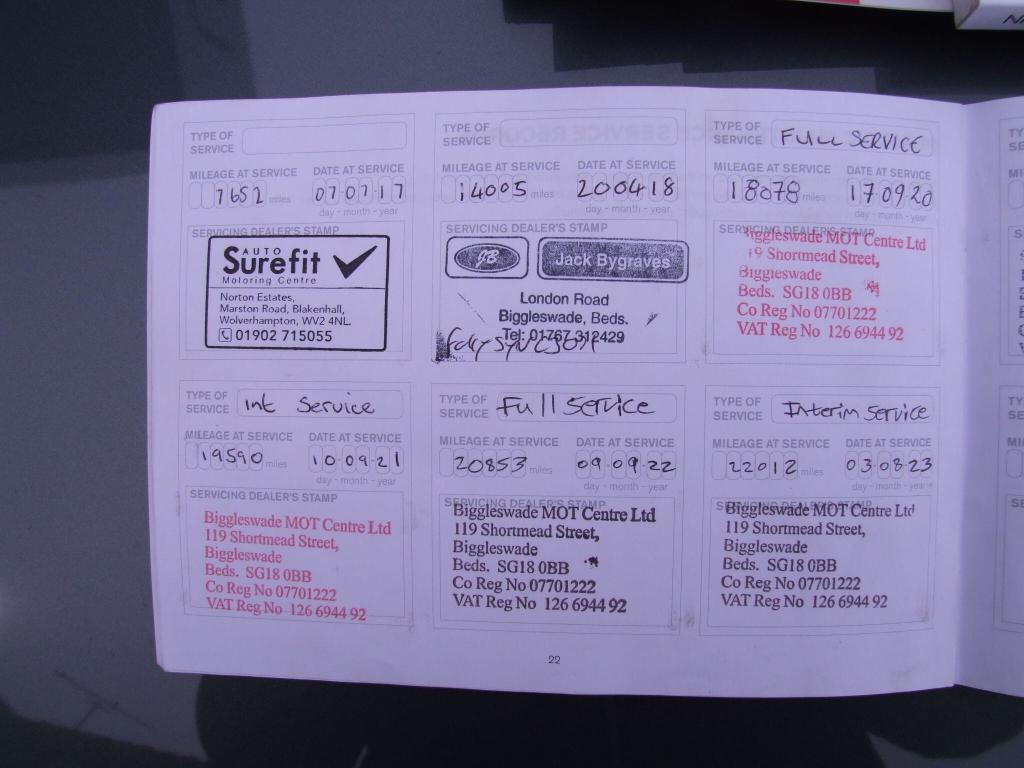 TYPE OF
SERVICE
MILEAGE AT SERVICE
DATE AT SERVICE
7652 miles
07 07 17
day - month - year
SERVICING DEALER'S STAMP
AUTO
Surefit
Motoring Centre
Norton Estates,
Marston Road, Blakenhall,
Wolverhampton, WV2 4NL.
01902 715055
TYPE OF
SERVICE
MILEAGE AT SERVICE
DATE AT SERVICE
14005
200418
day - month - year
SERVICING DEALER'S STAMP
JB
Jack Bygraves
London Road
Biggleswade, Beds.
Tel: 01767 312429
TYPE OF
SERVICE
FULL SERVICE
MILEAGE AT SERVICE
DATE AT SERVICE
18078 miles
17 09 20
day - month - year
SERVICING DEALER'S STAMP
Biggleswade MOT Centre Ltd
119 Shortmead Street,
Biggleswade
Beds. SG18 0BB
Co Reg No 07701222
VAT Reg No 126 6944 92
TYPE OF
SERVICE
Int Service
MILEAGE AT SERVICE
DATE AT SERVICE
19590 miles
10-09-21
day - month - year
SERVICING DEALER'S STAMP
Biggleswade MOT Centre Ltd
119 Shortmead Street,
Biggleswade
Beds. SG18 0BB
Co Reg No 07701222
VAT Reg No 126 6944 92
TYPE OF
SERVICE
Full Service
MILEAGE AT SERVICE
DATE AT SERVICE
20853 miles
09-09-22
day - month - year
SERVICING DEALER'S STAMP
Biggleswade MOT Centre Ltd
119 Shortmead Street,
Biggleswade
Beds. SG18 0BB
Co Reg No 07701222
VAT Reg No 126 6944 92
TYPE OF
SERVICE
Interim Service
MILEAGE AT SERVICE
DATE AT SERVICE
22012 miles
03-08-23
day - month - year
SERVICING DEALER'S STAMP
Biggleswade MOT Centre Ltd
119 Shortmead Street,
Biggleswade
Beds. SG18 0BB
Co Reg No 07701222
VAT Reg No 126 6944 92
22